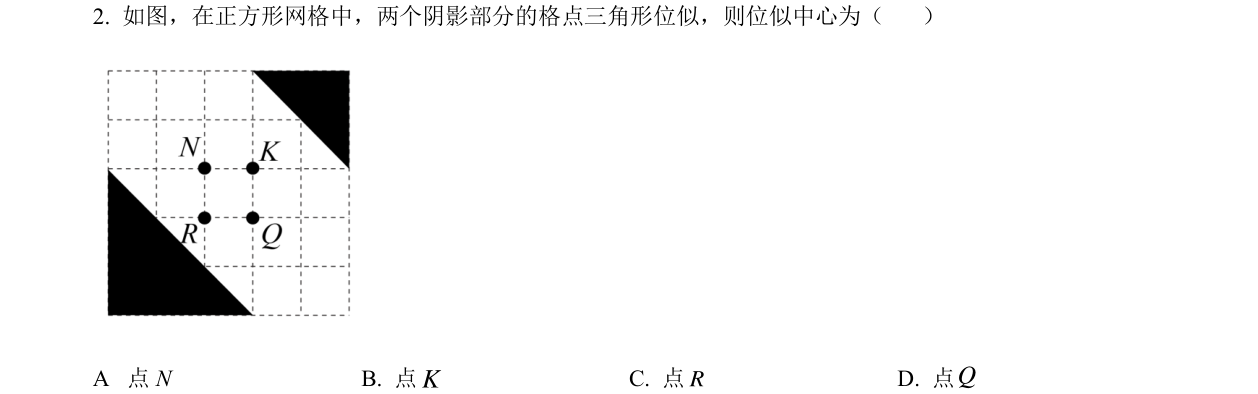 2. 如图，在正方形网格中，两个阴影部分的格点三角形位似，则位似中心为（　　）
N K
R Q
A 点 N B. 点 K C. 点 R D. 点 Q